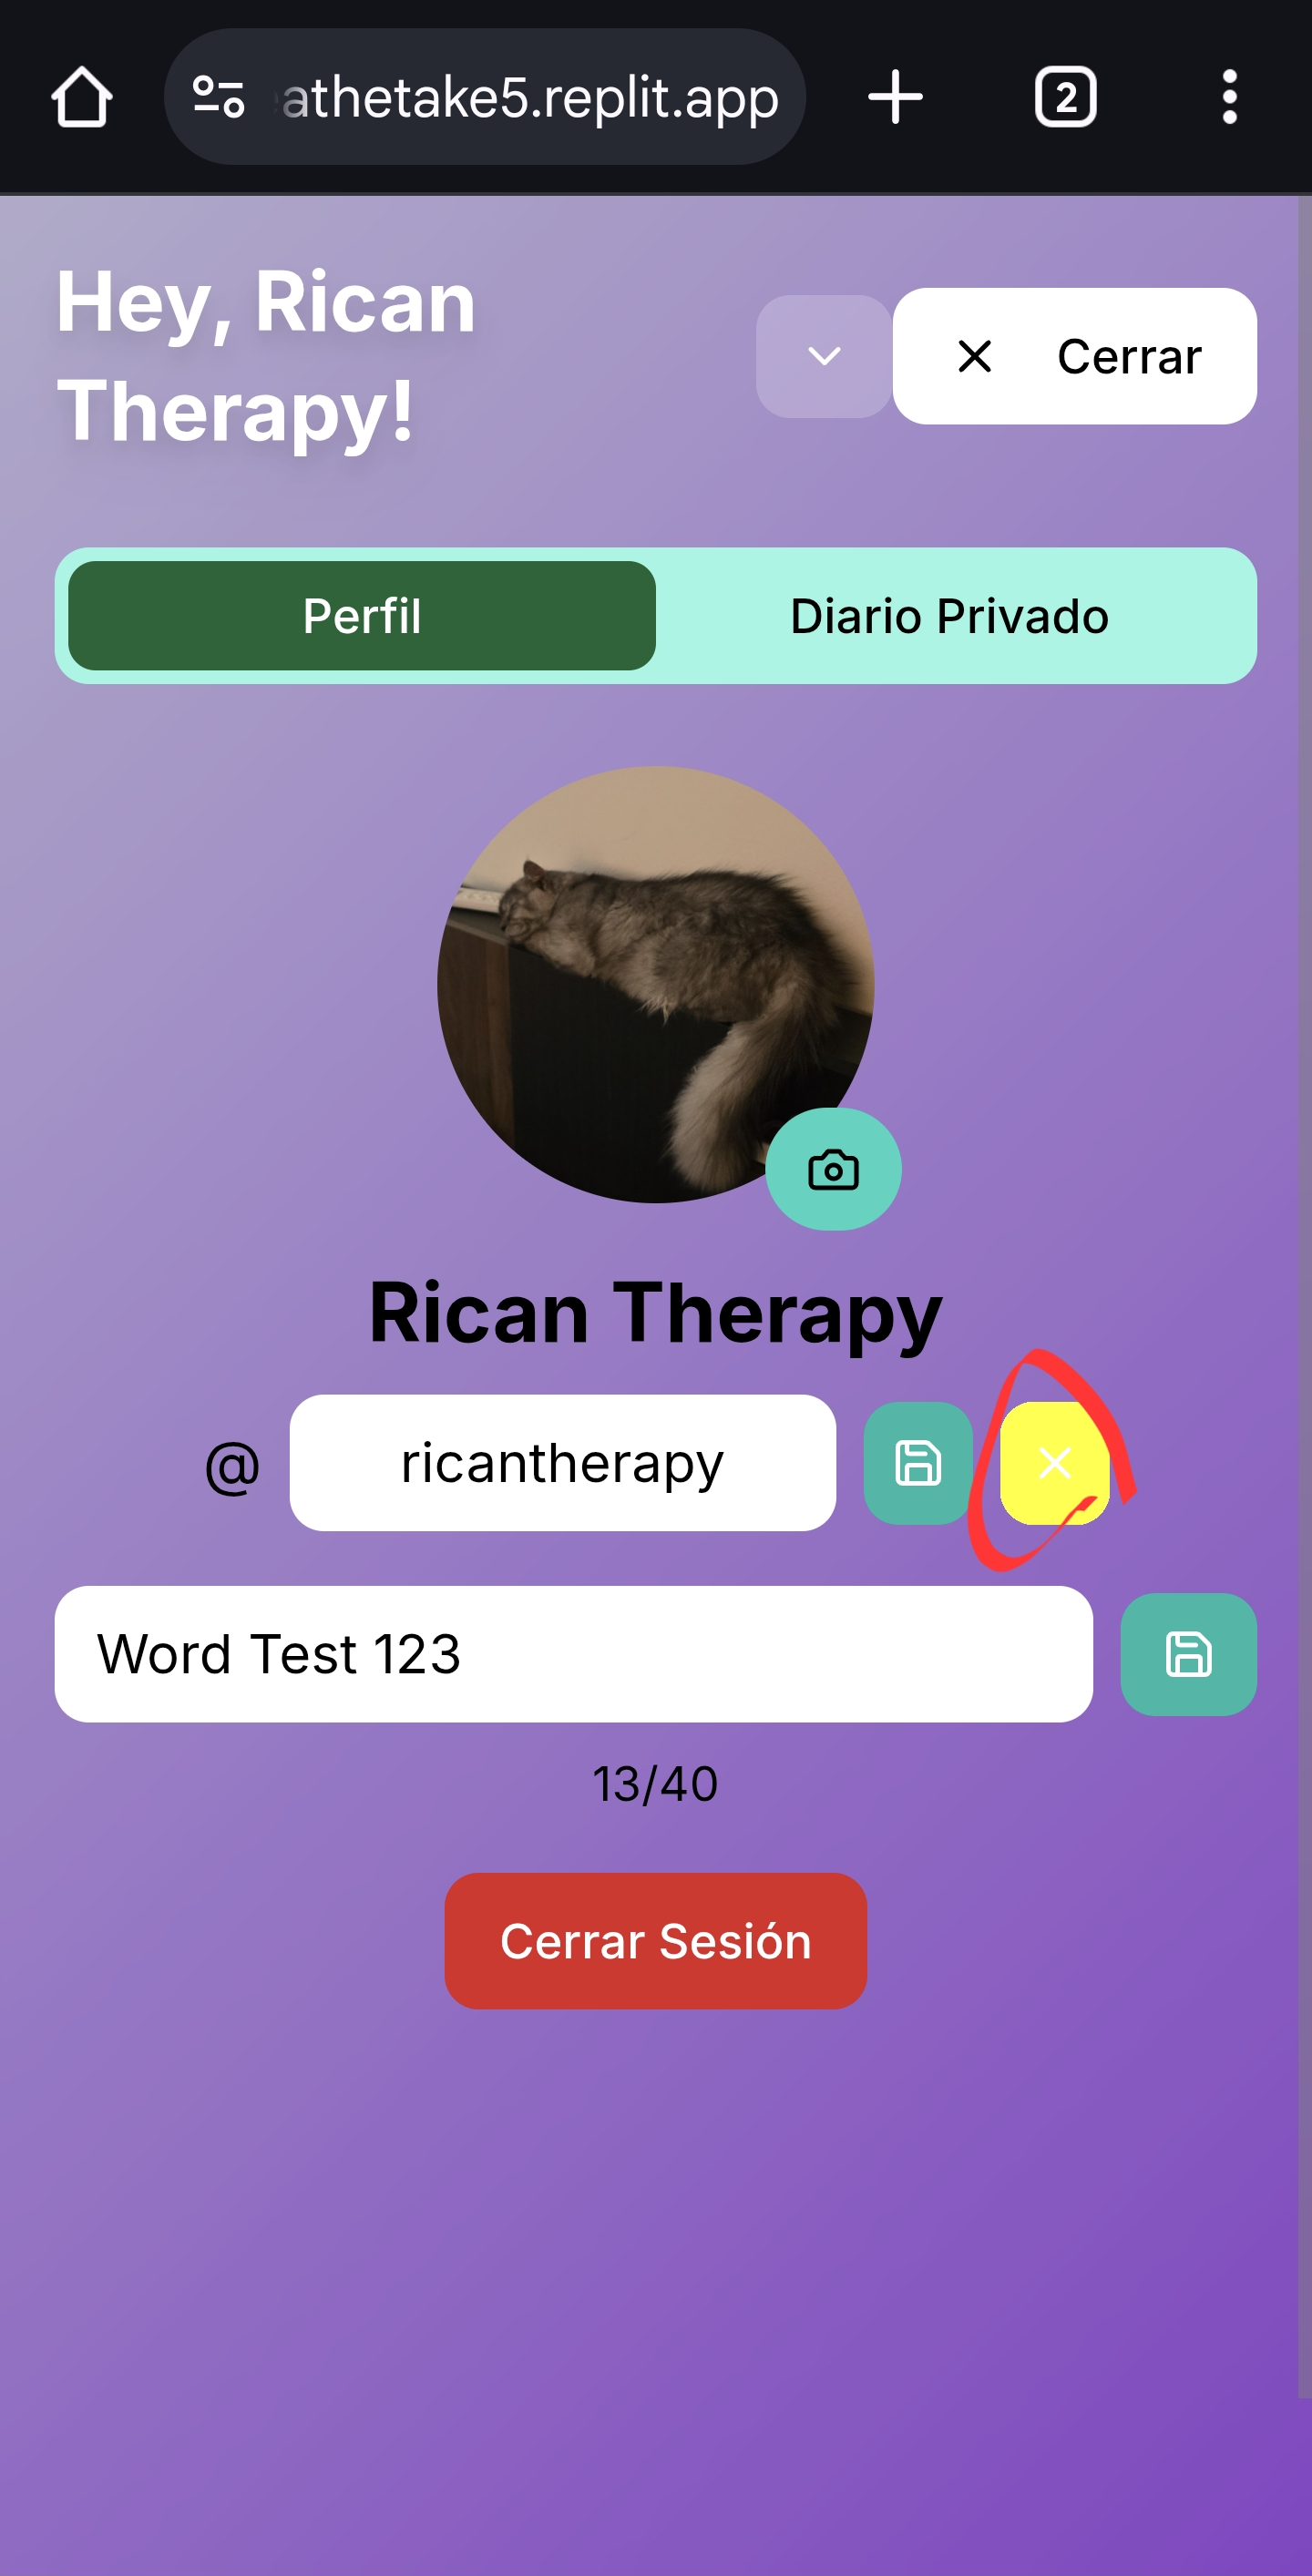 athetake5.replit.app
2
Hey, Rican
Therapy!
Cerrar
Perfil
Diario Privado
Rican Therapy
@
ricantherapy
Word Test 123
13/40
Cerrar Sesión